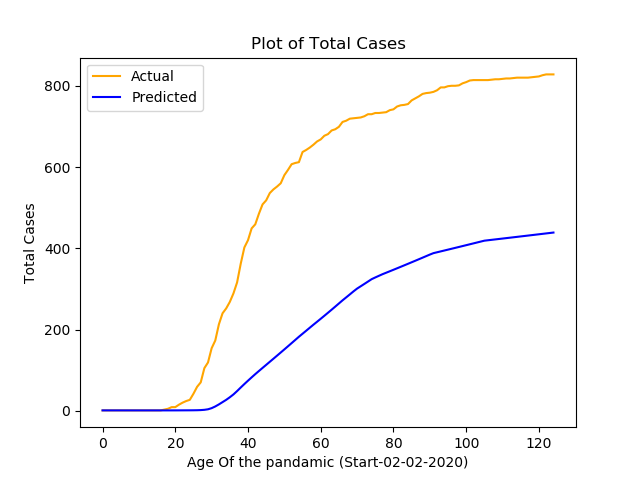 Plot of Total Cases
Actual
Predicted
800
600
400
200
0
Total Cases
0 20 40 60 80 100 120
Age Of the pandamic (Start-02-02-2020)